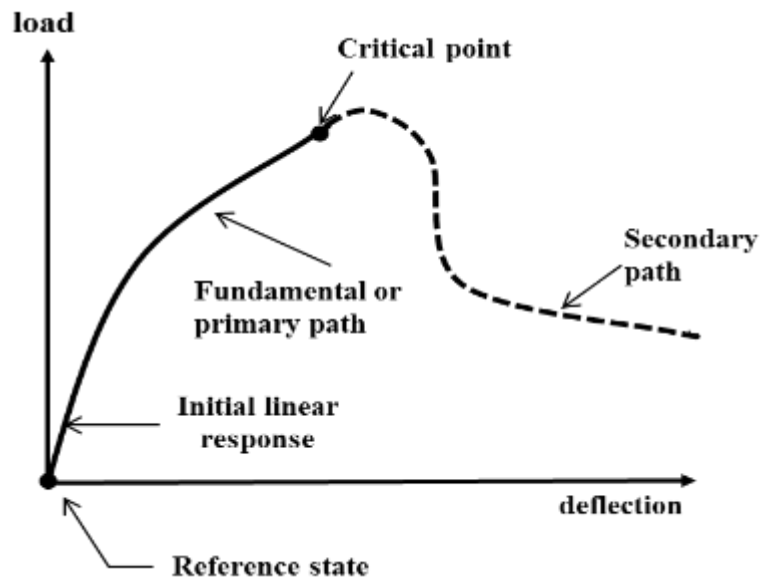 load
Critical point
Secondary
path
Fundamental or
primary path
Initial linear
response
deflection
Reference state